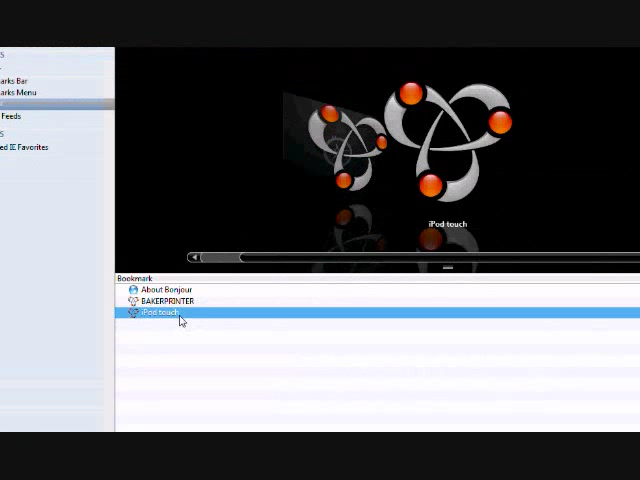 S
arks Bar
arks Menu
Feeds
S
ed IE Favorites
iPod touch
Bookmark
About Bonjour
BAKERPRINTER
iPod touch